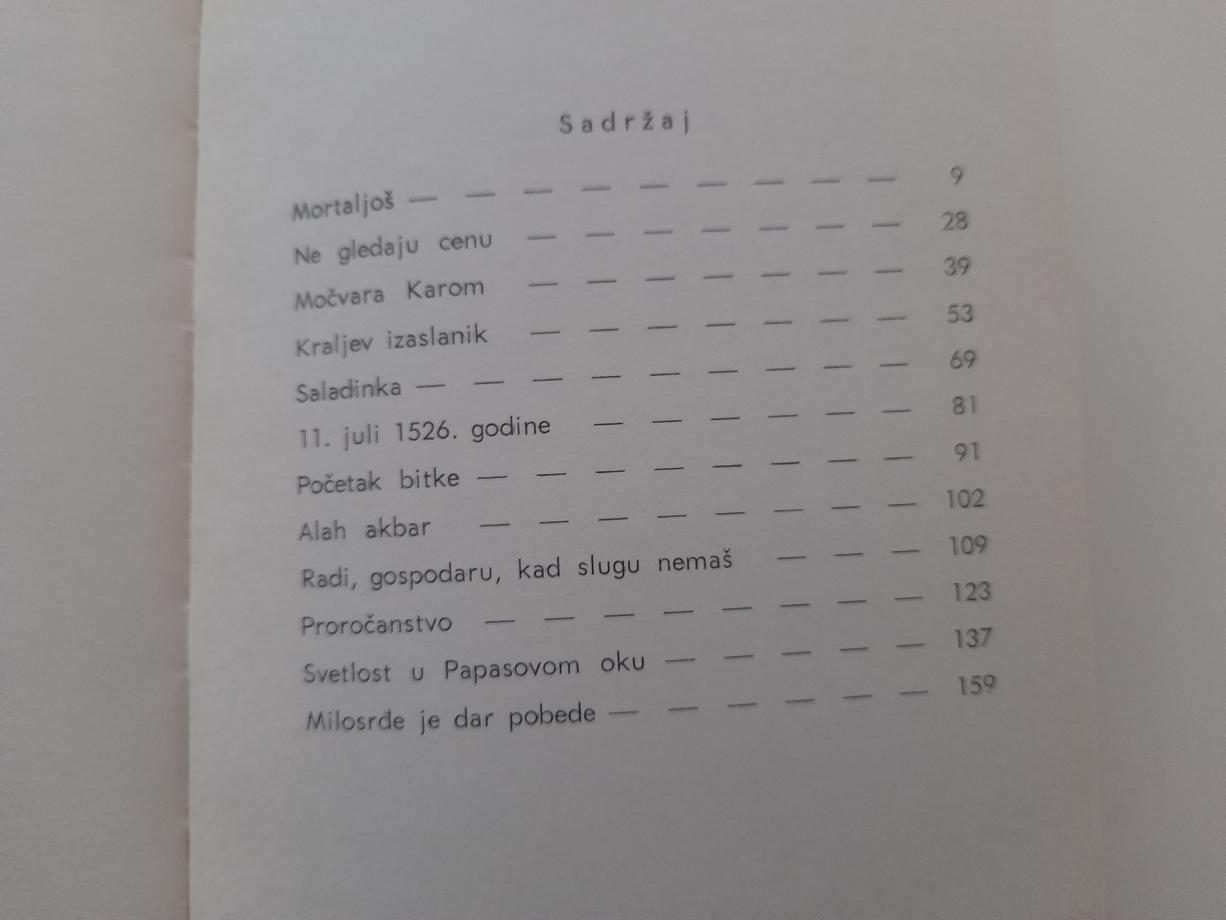 Sadržaj
Mortaljoš — — — — — — — — — 9
Ne gledaju cenu — — — — — — — 28
Močvara Karom — — — — — — — 39
Kraljev izaslanik — — — — — — — 53
Saladinka — — — — — — — — — 69
11. juli 1526. godine — — — — — — 81
Početak bitke — — — — — — — — 91
Alah akbar — — — — — — — — 102
Radi, gospodaru, kad slugu nemaš — — — 109
Proročanstvo — — — — — — — — 123
Svetlost u Papasovom oku — — — — — 137
Milosrđe je dar pobede — — — — — — 159